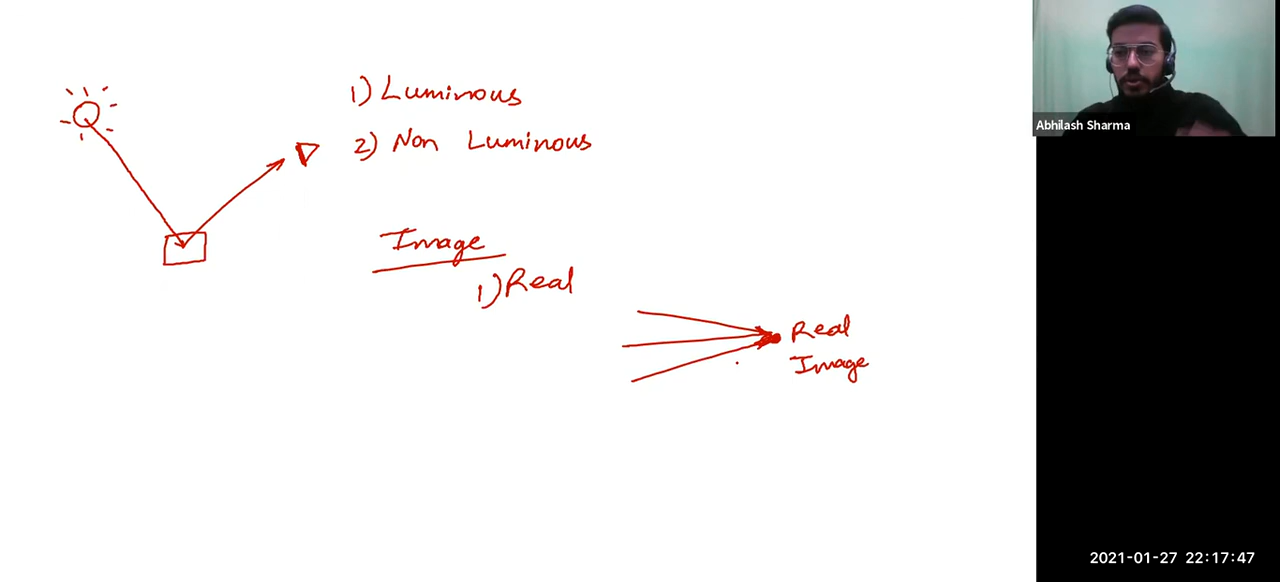 1) Luminous
2) Non Luminous
Image
1) Real
Real
Image
Abhilash Sharma
2021-01-27 22:17:47